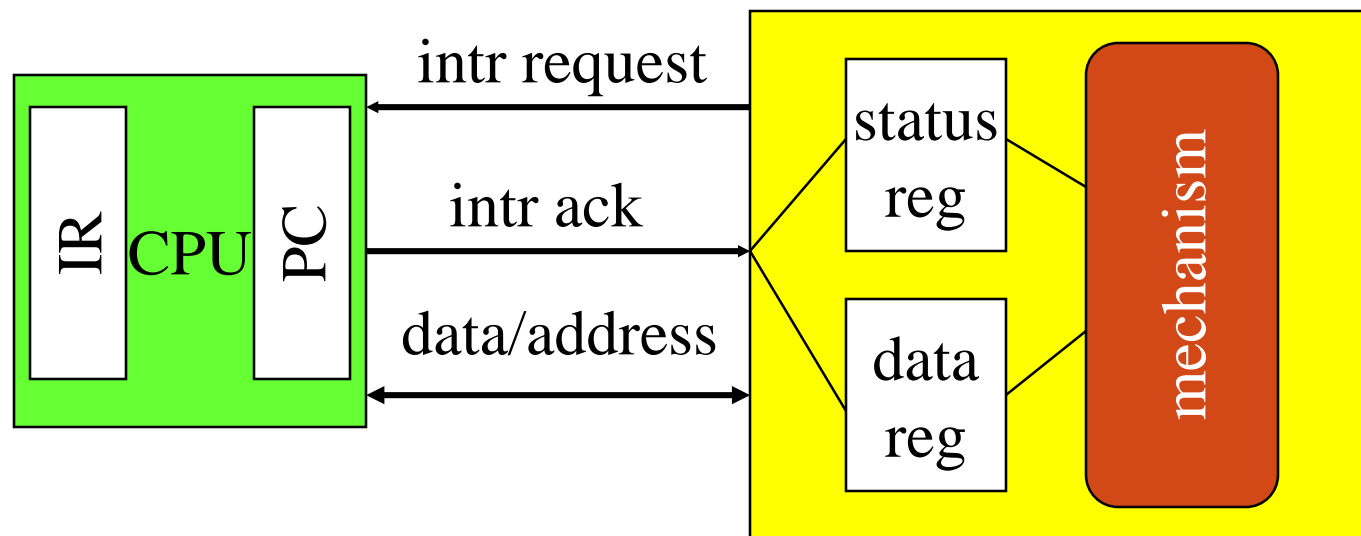 IR
CPU
PC
intr request
intr ack
data/address
status
reg
data
reg
mechanism